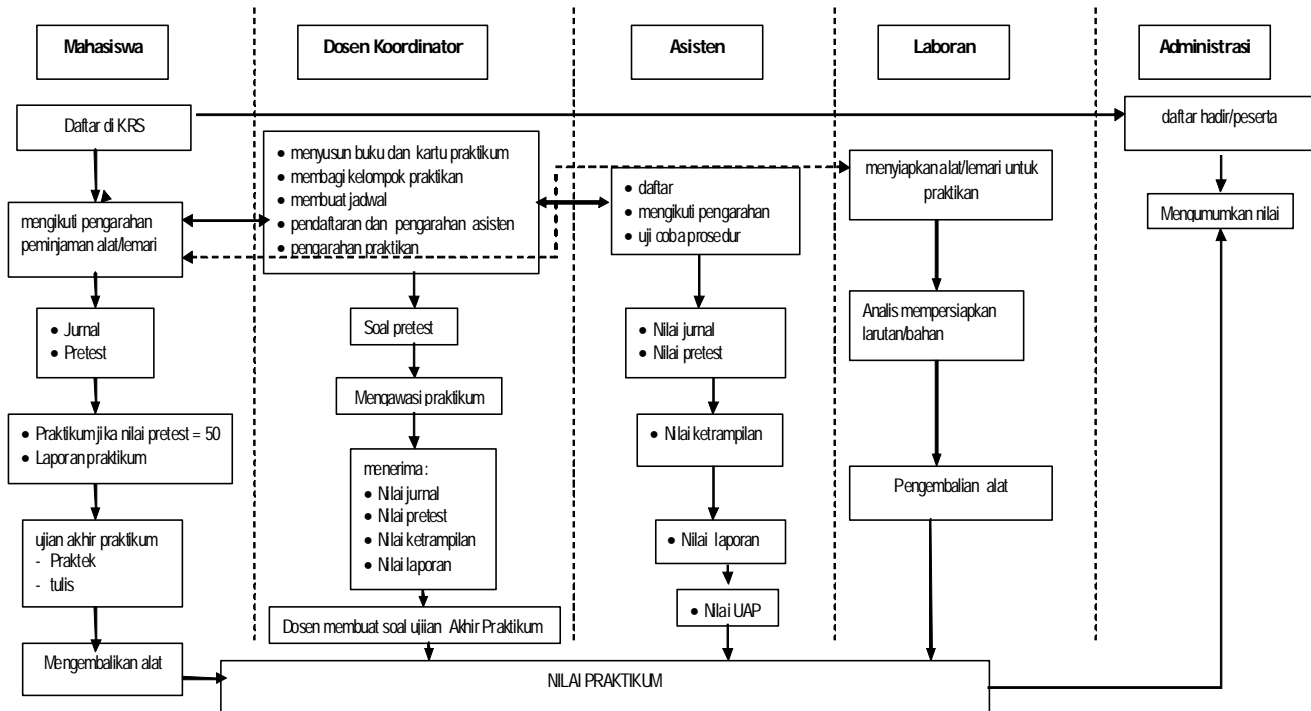 Mahasiswa
Dosen Koordinator
Asisten
Laboran
Administrasi
Daftar di KRS
mengikuti pengarahan
peminjaman alat/lemari
• Jurnal
• Pretest
• Praktikum jika nilai pretest = 50
• Laporan praktikum
ujian akhir praktikum
- Praktek
- tulis
Mengembalikan alat
• menyusun buku dan kartu praktikum
• membagi kelompok praktikan
• membuat jadwal
• pendaftaran dan pengarahan asisten
• pengarahan praktikan
Soal pretest
Mengawasi praktikum
menerima :
• Nilai jurnal
• Nilai pretest
• Nilai ketrampilan
• Nilai laporan
Dosen membuat soal ujiian Akhir Praktikum
• daftar
• mengikuti pengarahan
• uji coba prosedur
• Nilai jurnal
• Nilai pretest
• Nilai ketrampilan
• Nilai laporan
• Nilai UAP
menyiapkan alat/lemari untuk
praktikan
Analis mempersiapkan
larutan/bahan
Pengembalian alat
daftar hadir/peserta
Mengumumkan nilai
NILAI PRAKTIKUM